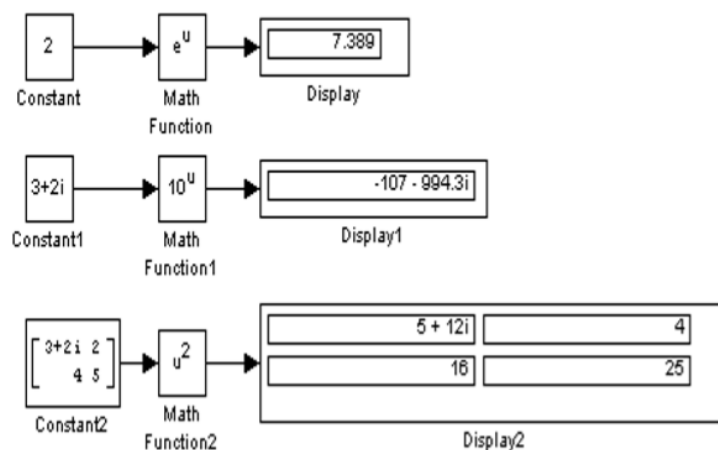 2
e^u
7.389
Constant
Math
Function
Display
3+2i
10^u
-107 - 994.3i
Constant1
Math
Function1
Display1
3+2i 2
4 5
u^2
5 + 12i
4
16
25
Constant2
Math
Function2
Display2